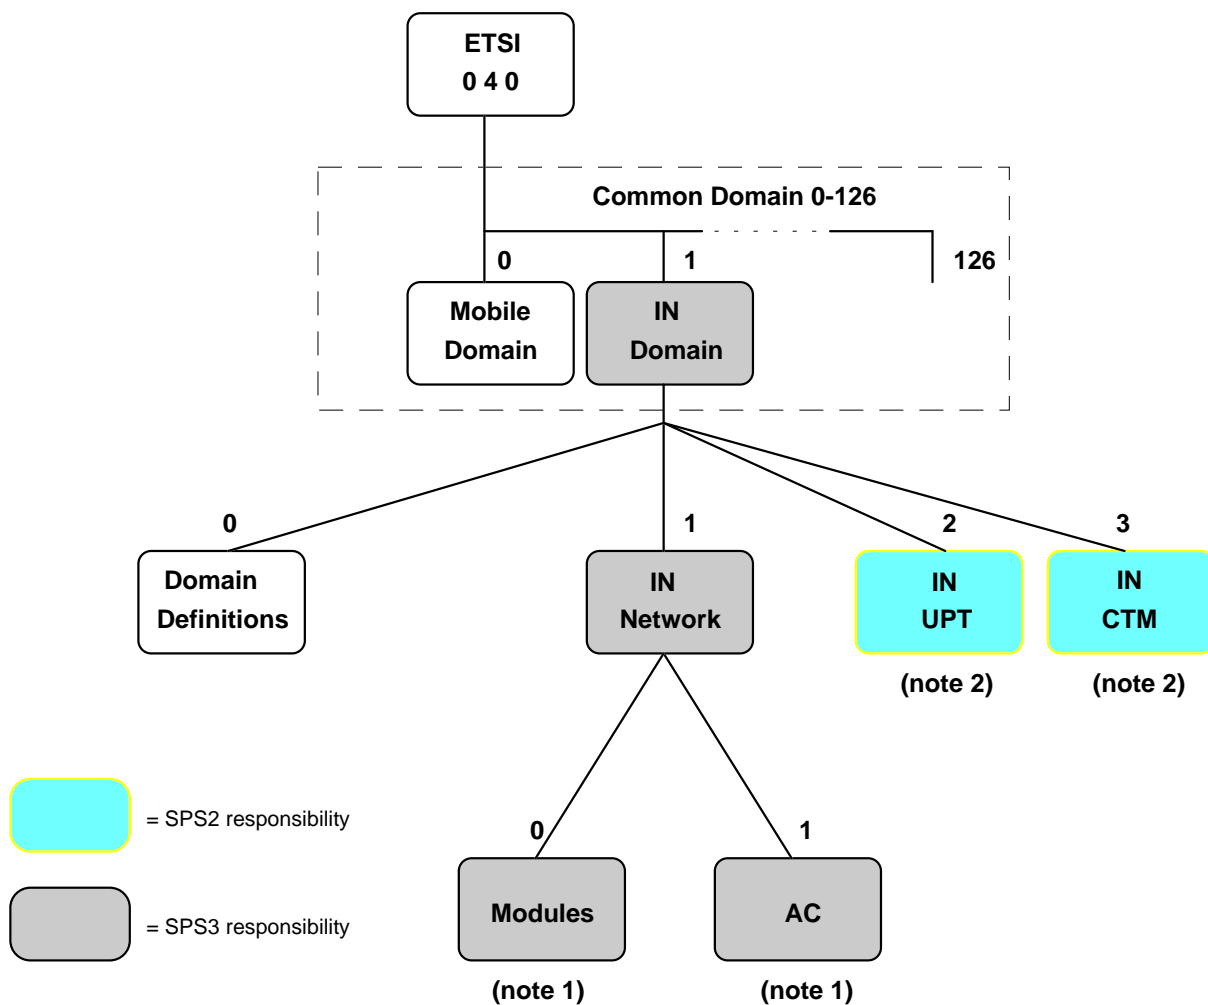 ETSI
0 4 0
Common Domain 0-126
0
1
126
Mobile
Domain
IN
Domain
0
1
2
3
Domain
Definitions
IN
Network
IN
UPT
IN
CTM
(note 2)
(note 2)
= SPS2 responsibility
0
1
Modules
AC
= SPS3 responsibility
(note 1)
(note 1)